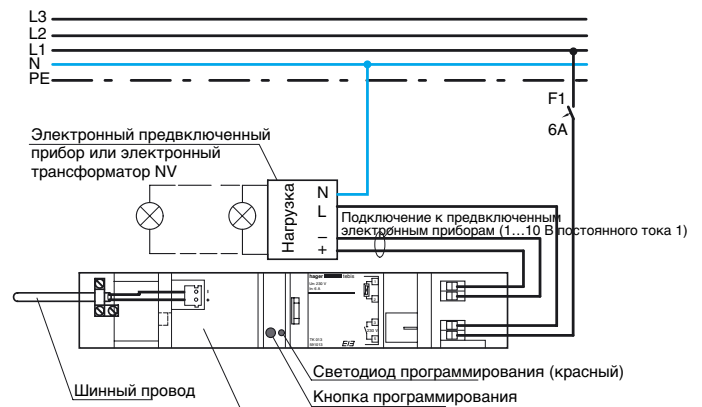 L3
L2
L1
N
PE
F1
6A
Электронный предвключенный
прибор или электронный
трансформатор NV
Нагрузка
N
L
–
+
Подключение к предвключенным
электронным приборам (1...10 В постоянного тока 1)
hager
tebis
230 V
EIB
Светодиод программирования (красный)
Шинный провод
Кнопка программирования